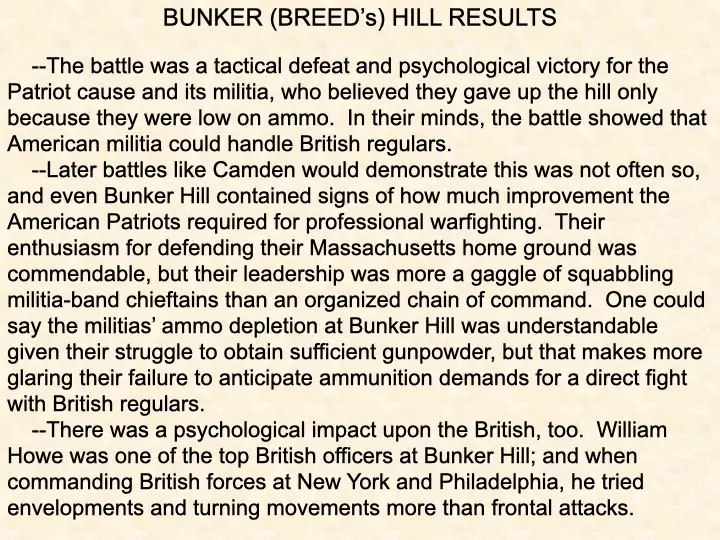 BUNKER (BREED’s) HILL RESULTS
--The battle was a tactical defeat and psychological victory for the
Patriot cause and its militia, who believed they gave up the hill only
because they were low on ammo.  In their minds, the battle showed that
American militia could handle British regulars.
--Later battles like Camden would demonstrate this was not often so,
and even Bunker Hill contained signs of how much improvement the
American Patriots required for professional warfighting.  Their
enthusiasm for defending their Massachusetts home ground was
commendable, but their leadership was more a gaggle of squabbling
militia-band chieftains than an organized chain of command.  One could
say the militias’ ammo depletion at Bunker Hill was understandable
given their struggle to obtain sufficient gunpowder, but that makes more
glaring their failure to anticipate ammunition demands for a direct fight
with British regulars.
--There was a psychological impact upon the British, too.  William
Howe was one of the top British officers at Bunker Hill; and when
commanding British forces at New York and Philadelphia, he tried
envelopments and turning movements more than frontal attacks.